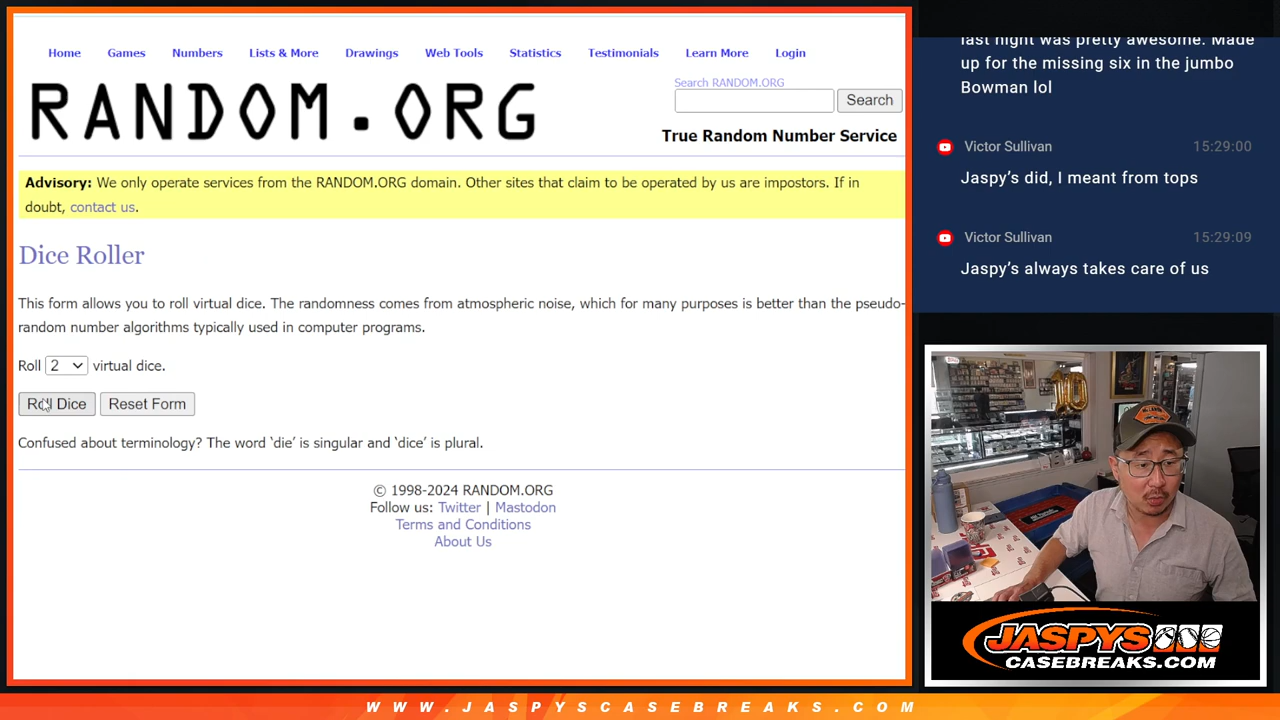 Home Games Numbers Lists & More Drawings Web Tools Statistics Testimonials Learn More Login
RANDOM.ORG
Search RANDOM.ORG
Search
True Random Number Service
Advisory: We only operate services from the RANDOM.ORG domain. Other sites that claim to be operated by us are impostors. If in
doubt, contact us.
Dice Roller
This form allows you to roll virtual dice. The randomness comes from atmospheric noise, which for many purposes is better than the pseudo-
random number algorithms typically used in computer programs.
Roll 2 virtual dice.
Roll Dice Reset Form
Confused about terminology? The word ‘die’ is singular and ‘dice’ is plural.
© 1998-2024 RANDOM.ORG
Follow us: Twitter | Mastodon
Terms and Conditions
About Us
last night was pretty awesome. Made
up for the missing six in the jumbo
Bowman lol
Victor Sullivan 15:29:00
Jaspy’s did, I meant from tops
Victor Sullivan 15:29:09
Jaspy’s always takes care of us
10
JASPYS
CASEBREAKS.COM
WWW.JASPYSCASEBREAKS.COM